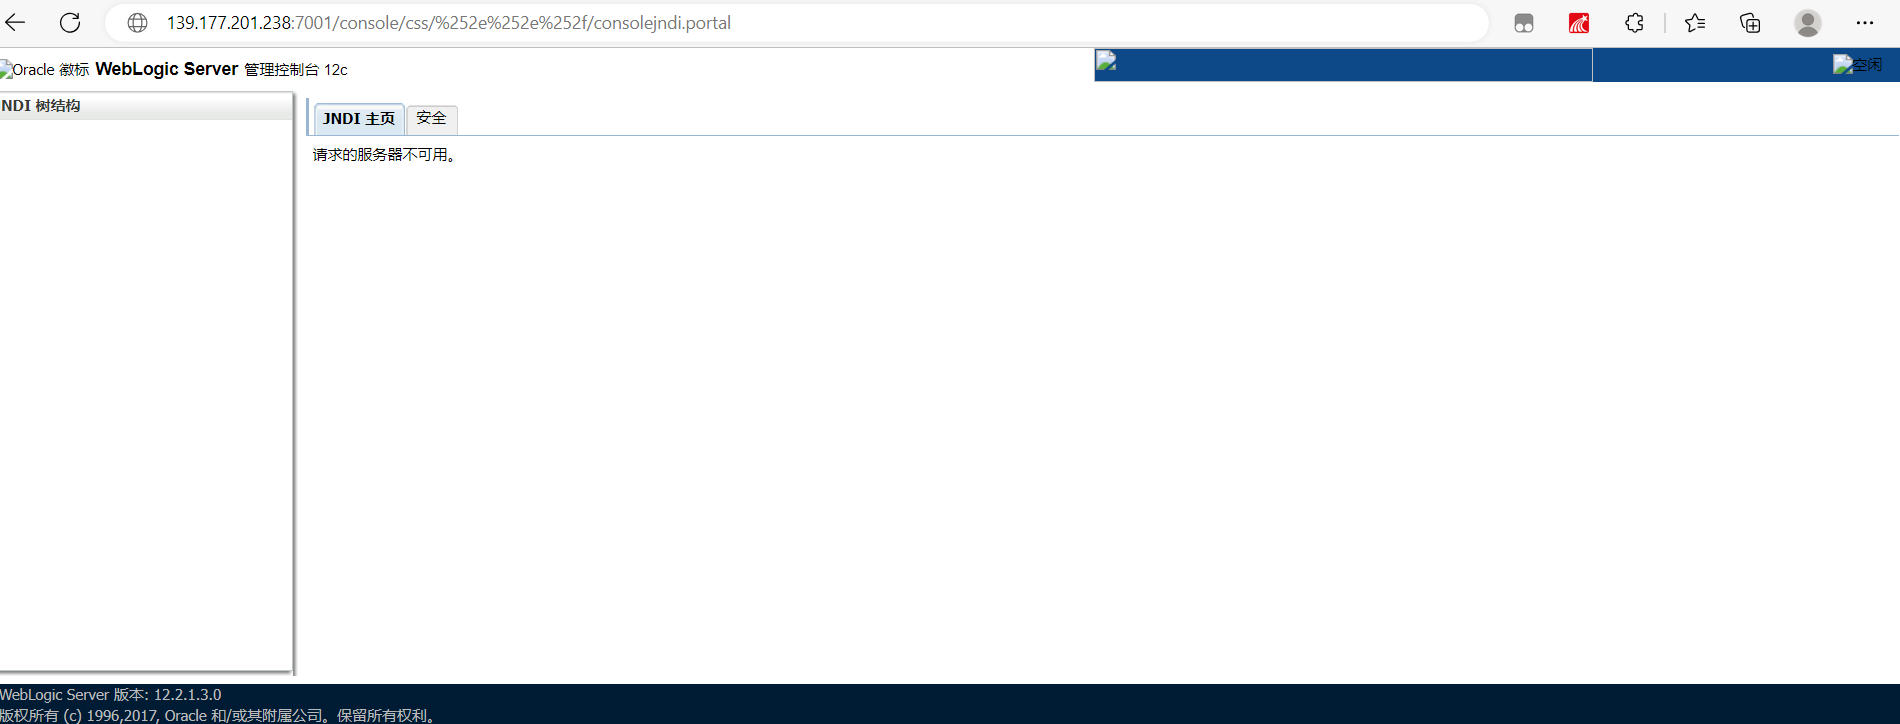 139.177.201.238:7001/console/css/%252e%252e%252f/consolejndi.portal
Oracle 徽标 WebLogic Server 管理控制台 12c
空闲
NDI 树结构
JNDI 主页 安全
请求的服务器不可用。
WebLogic Server 版本: 12.2.1.3.0
版权所有 (c) 1996,2017, Oracle 和/或其附属公司。保留所有权利。